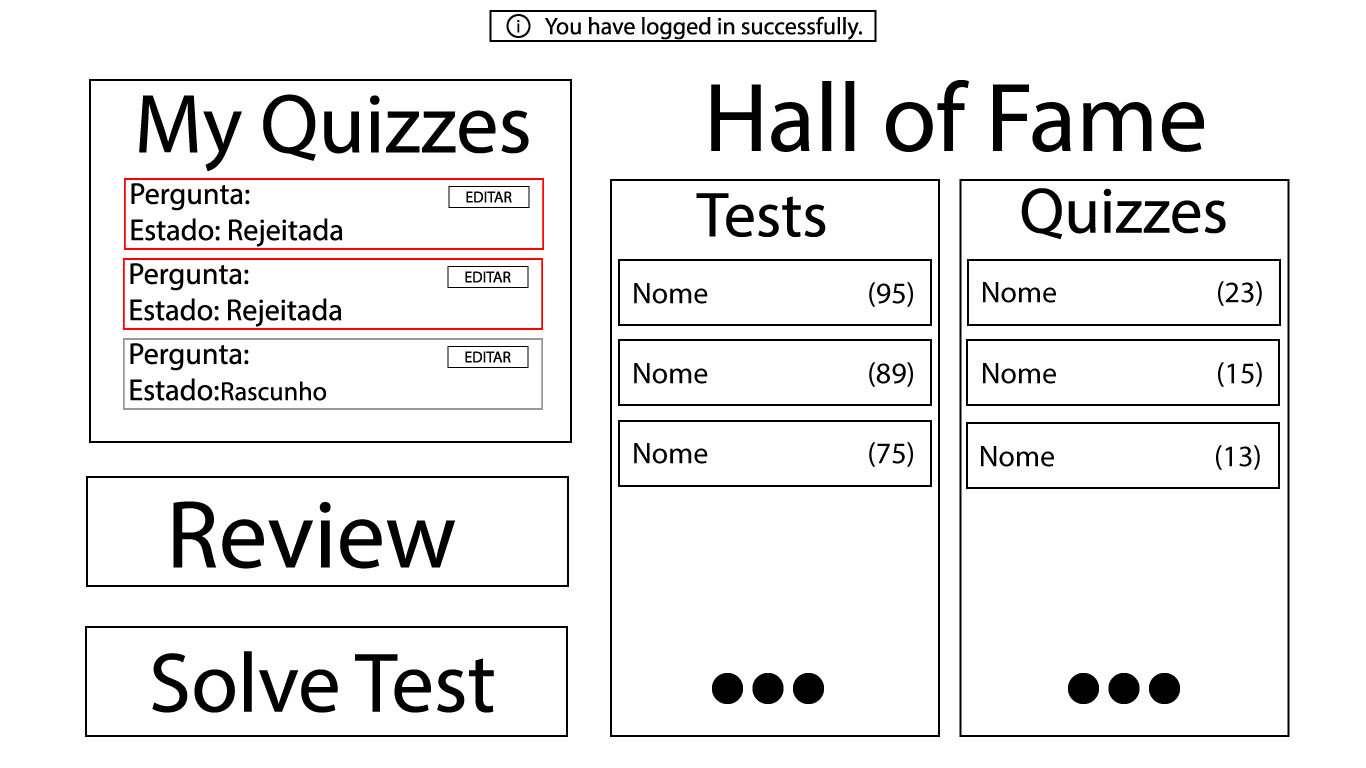 You have logged in successfully.
My Quizzes
Pergunta:
EDITAR
Estado: Rejeitada
Pergunta:
EDITAR
Estado: Rejeitada
Pergunta:
EDITAR
Estado:Rascunho
Review
Solve Test
Hall of Fame
Tests
Nome (95)
Nome (89)
Nome (75)
Quizzes
Nome (23)
Nome (15)
Nome (13)